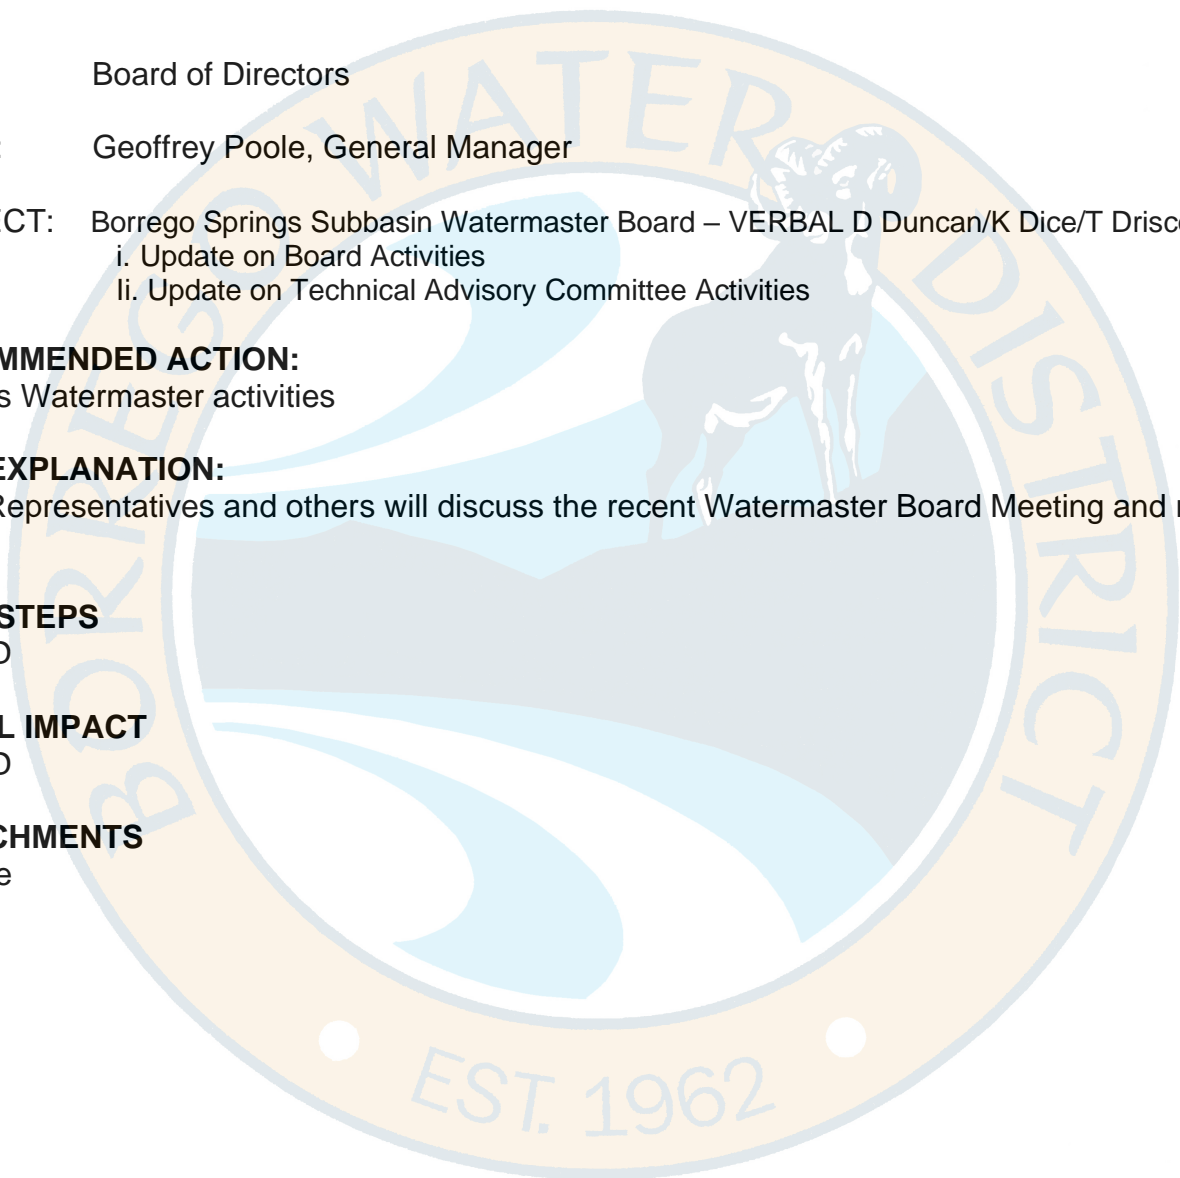 Board of Directors
: Geoffrey Poole, General Manager
ECT: Borrego Springs Subbasin Watermaster Board – VERBAL D Duncan/K Dice/T Drisc
i. Update on Board Activities
Ii. Update on Technical Advisory Committee Activities
MMENDED ACTION:
s Watermaster activities
EXPLANATION:
Representatives and others will discuss the recent Watermaster Board Meeting and
STEPS
D
L IMPACT
D
CHMENTS
e
BORREGO WATER DISTRICT
EST. 1962